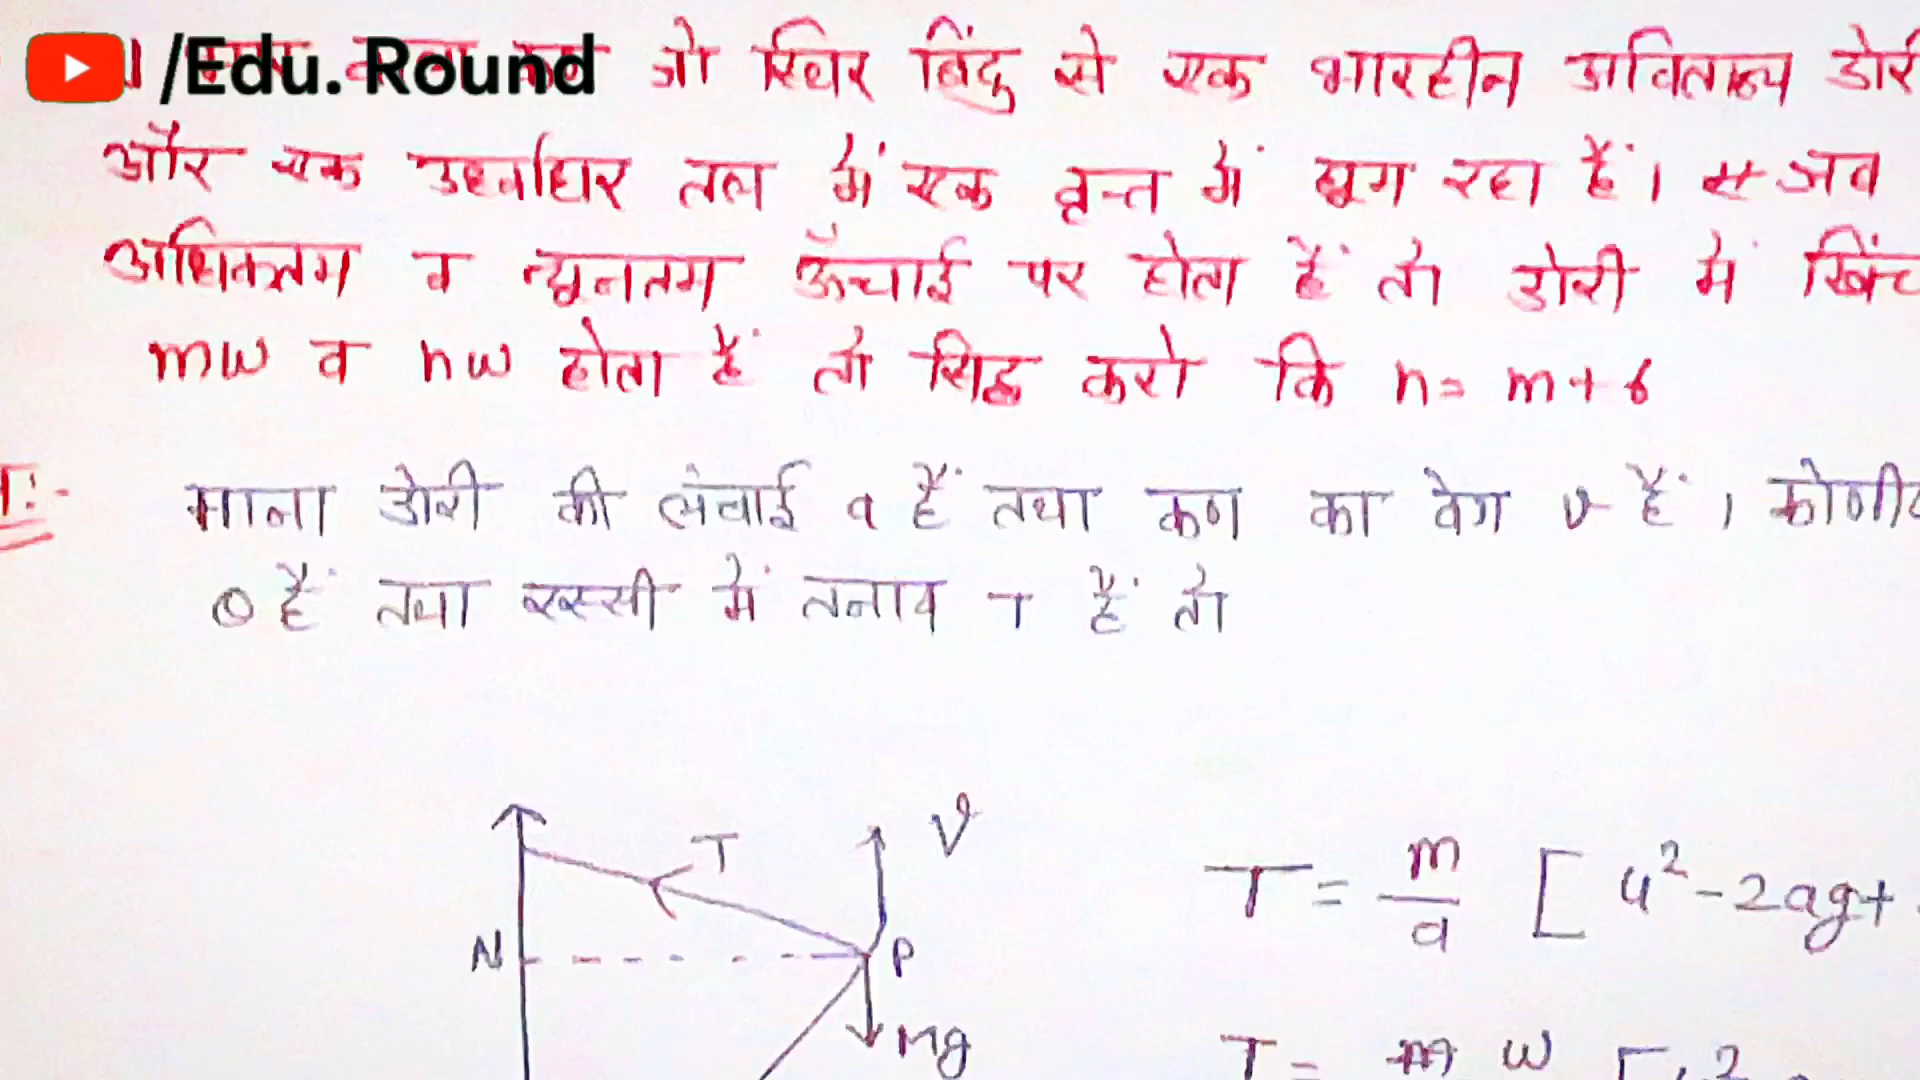 /Edu. Round
जो स्थिर बिंदु से एक भारहीन अवितान्य डोरी
और एक उर्ध्वाधर तल में एक वृन्त में घूम रहा हैं। जब
अधिकतम व न्यूनतम ऊँचाई पर होता हैं तो डोरी में खिंच
mw व nw होता हैं तो सिद्ध करो कि n= m+6
माना डोरी की लंबाई a हैं तथा कण का वेग v हैं, कोणीय
θ हैं तथा रस्सी में तनाव T हैं तो
T
V
N
P
Mg
T = m/a [u²-2ag+
T = w